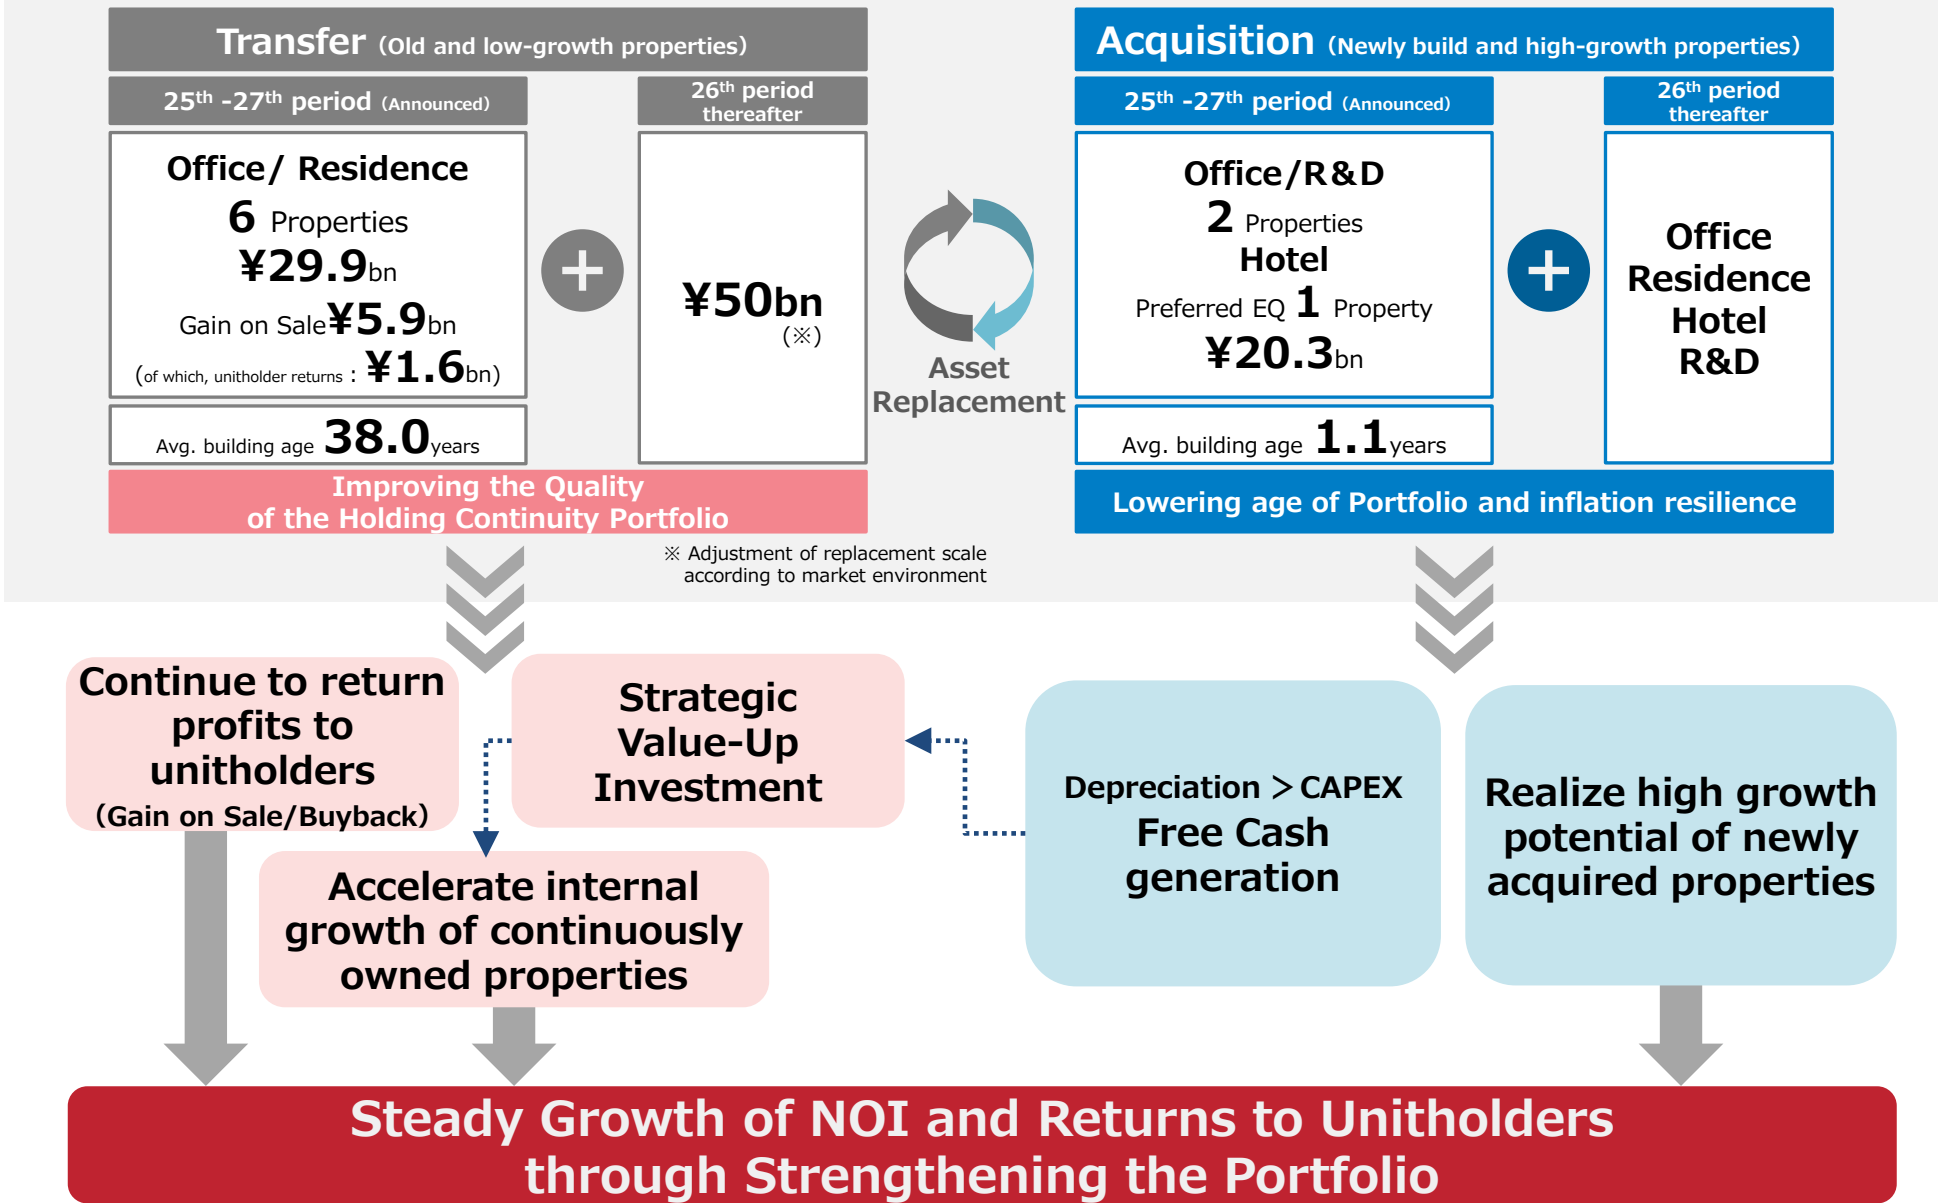 Transfer (Old and low-growth properties)
25th -27th period (Announced)
26th period
thereafter
Office/ Residence
6 Properties
¥29.9bn
Gain on Sale¥5.9bn
(of which, unitholder returns : ¥1.6bn)
+
¥50bn
(※)
Avg. building age 38.0years
Improving the Quality
of the Holding Continuity Portfolio
※ Adjustment of replacement scale
according to market environment
Asset
Replacement
Acquisition (Newly build and high-growth properties)
25th -27th period (Announced)
26th period
thereafter
Office/R&D
2 Properties
Hotel
Preferred EQ 1 Property
¥20.3bn
+
Office
Residence
Hotel
R&D
Avg. building age 1.1years
Lowering age of Portfolio and inflation resilience
Continue to return
profits to
unitholders
(Gain on Sale/Buyback)
Strategic
Value-Up
Investment
Accelerate internal
growth of continuously
owned properties
Depreciation ＞CAPEX
Free Cash
generation
Realize high growth
potential of newly
acquired properties
Steady Growth of NOI and Returns to Unitholders
through Strengthening the Portfolio